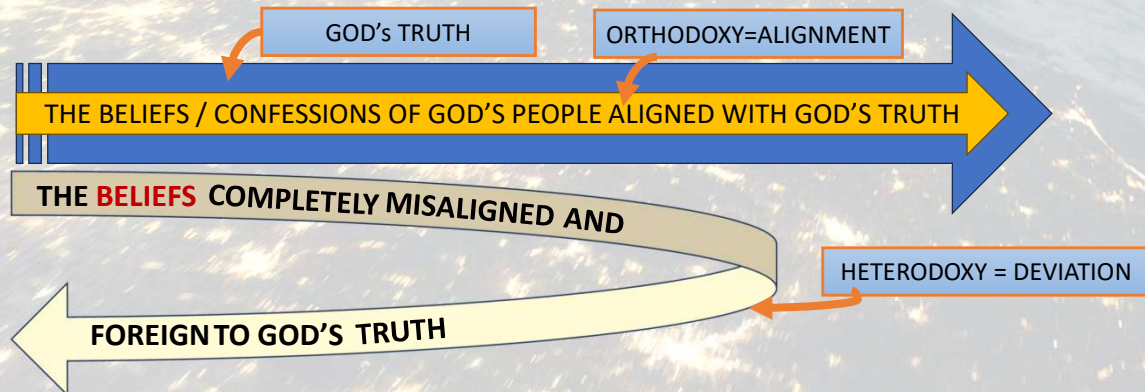 GOD's TRUTH
ORTHODOXY=ALIGNMENT
THE BELIEFS / CONFESSIONS OF GOD'S PEOPLE ALIGNED WITH GOD'S TRUTH
THE BELIEFS COMPLETELY MISALIGNED AND
HETERODOXY = DEVIATION
FOREIGN TO GOD'S TRUTH